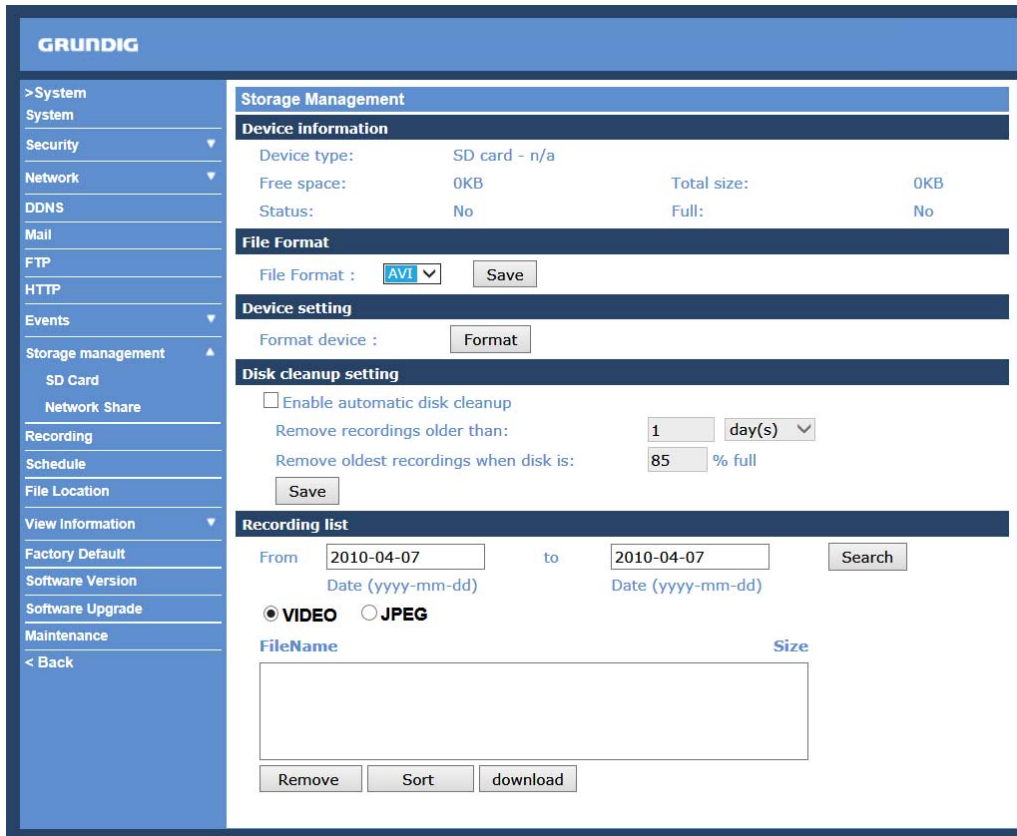 GRUNDIG
>System
System
Security
Network
DDNS
Mail
FTP
HTTP
Events
Storage management
SD Card
Network Share
Recording
Schedule
File Location
View Information
Factory Default
Software Version
Software Upgrade
Maintenance
< Back
Storage Management
Device information
Device type: SD card - n/a
Free space: 0KB Total size: 0KB
Status: No Full: No
File Format
File Format : AVI Save
Device setting
Format device : Format
Disk cleanup setting
Enable automatic disk cleanup
Remove recordings older than: 1 day(s)
Remove oldest recordings when disk is: 85 % full
Save
Recording list
From 2010-04-07 to 2010-04-07 Search
Date (yyyy-mm-dd) Date (yyyy-mm-dd)
VIDEO JPEG
FileName Size
Remove Sort download